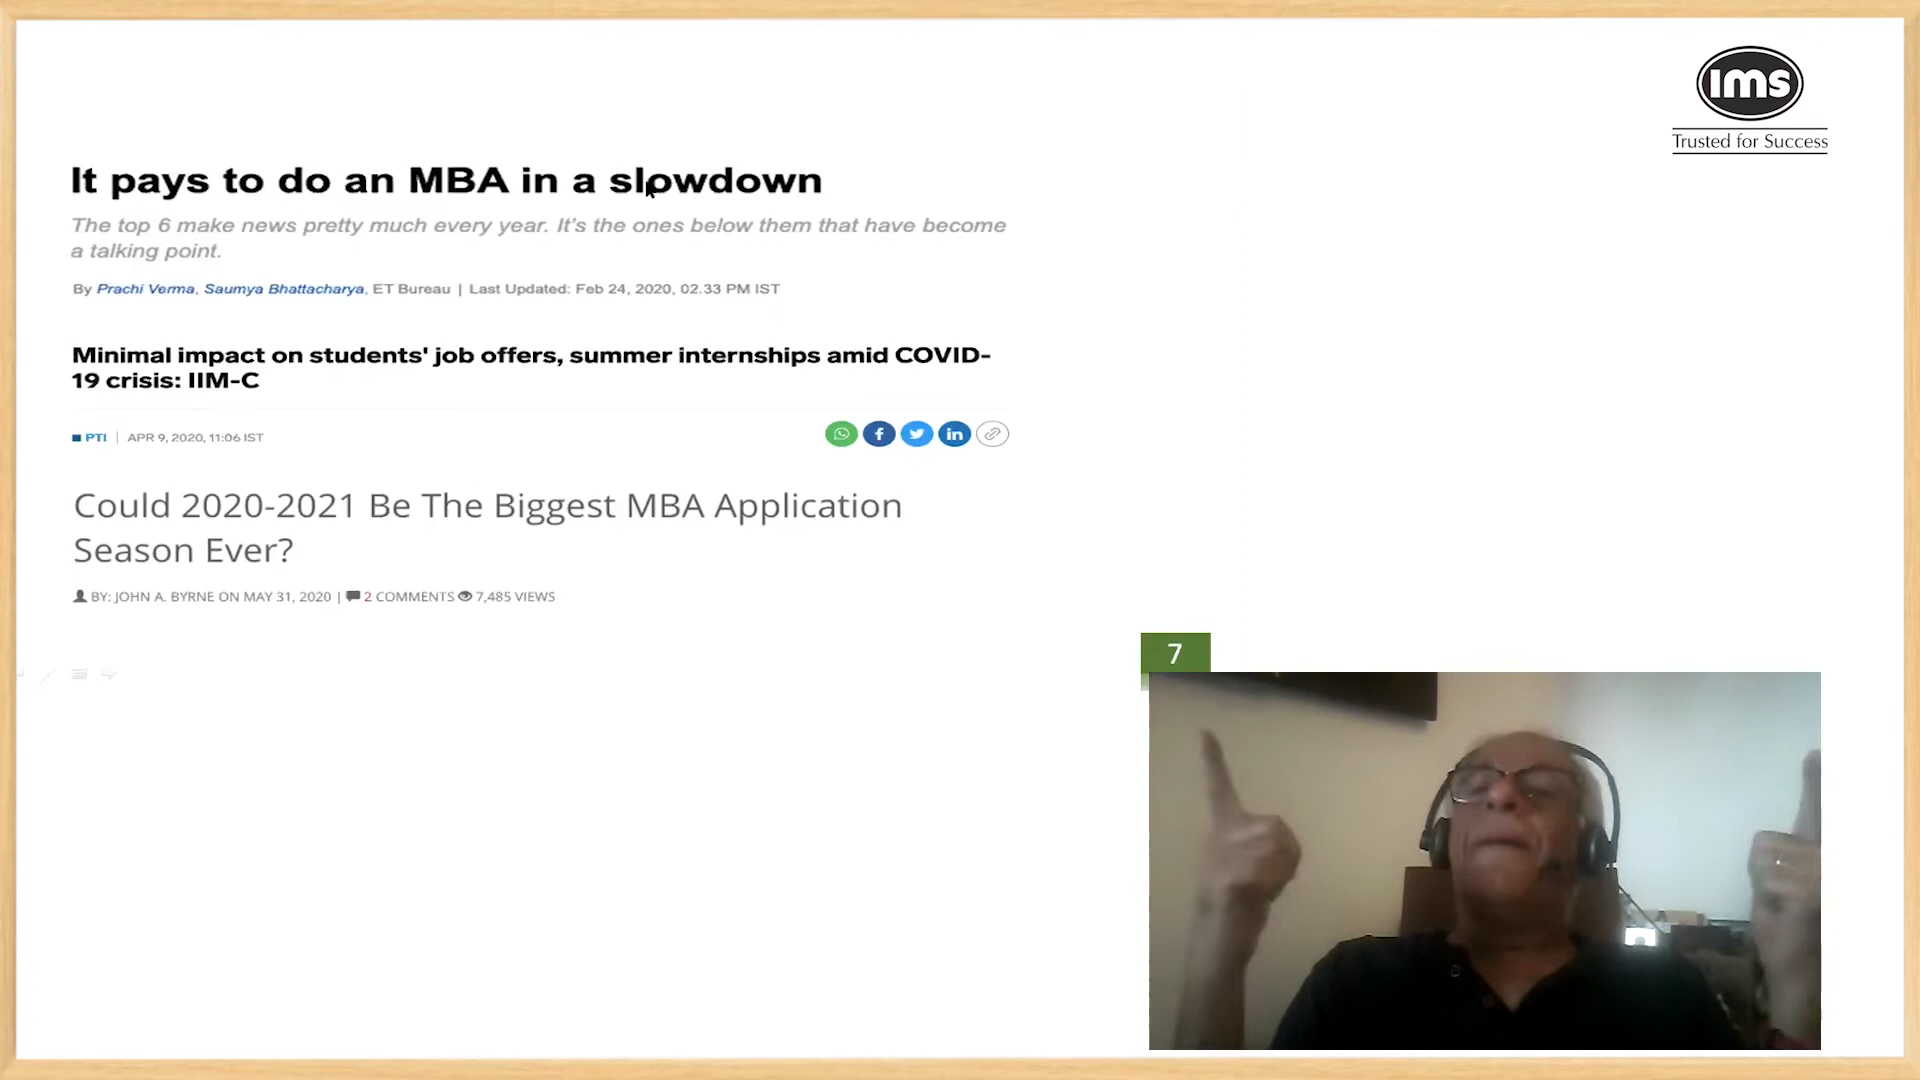 ims
Trusted for Success
It pays to do an MBA in a slowdown
The top 6 make news pretty much every year. It's the ones below them that have become
a talking point.
By Prachi Verma, Saumya Bhattacharya, ET Bureau | Last Updated: Feb 24, 2020, 02.33 PM IST
Minimal impact on students' job offers, summer internships amid COVID-
19 crisis: IIM-C
PTI | APR 9, 2020, 11:06 IST
f
in
Could 2020-2021 Be The Biggest MBA Application
Season Ever?
BY: JOHN A. BYRNE ON MAY 31, 2020 | 2 COMMENTS 7,485 VIEWS
7